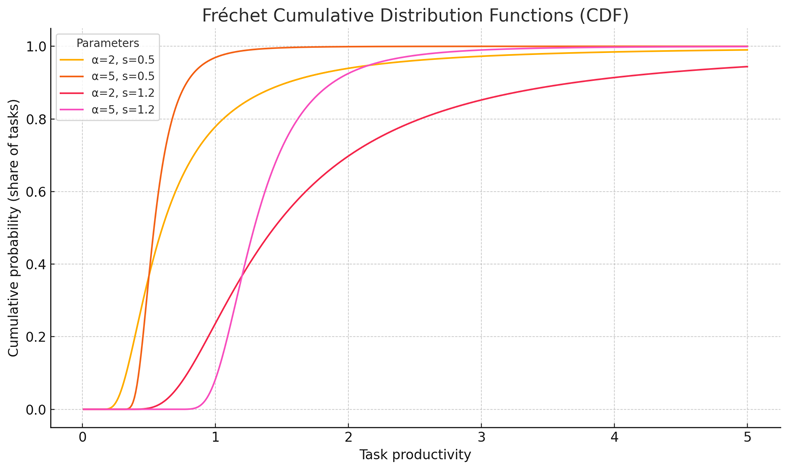 Fréchet Cumulative Distribution Functions (CDF)
Parameters
α=2, s=0.5
α=5, s=0.5
α=2, s=1.2
α=5, s=1.2
Cumulative probability (share of tasks)
1.0
0.8
0.6
0.4
0.2
0.0
0 1 2 3 4 5
Task productivity